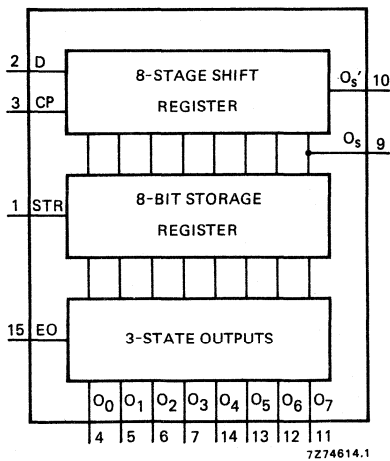 2 D
8-STAGE SHIFT
Os' 10
3 CP
REGISTER
Os 9
8-BIT STORAGE
1 STR
REGISTER
15 EO
3-STATE OUTPUTS
O0 O1 O2 O3 O4 O5 O6 O7
4 5 6 7 14 13 12 11
7Z74614.1